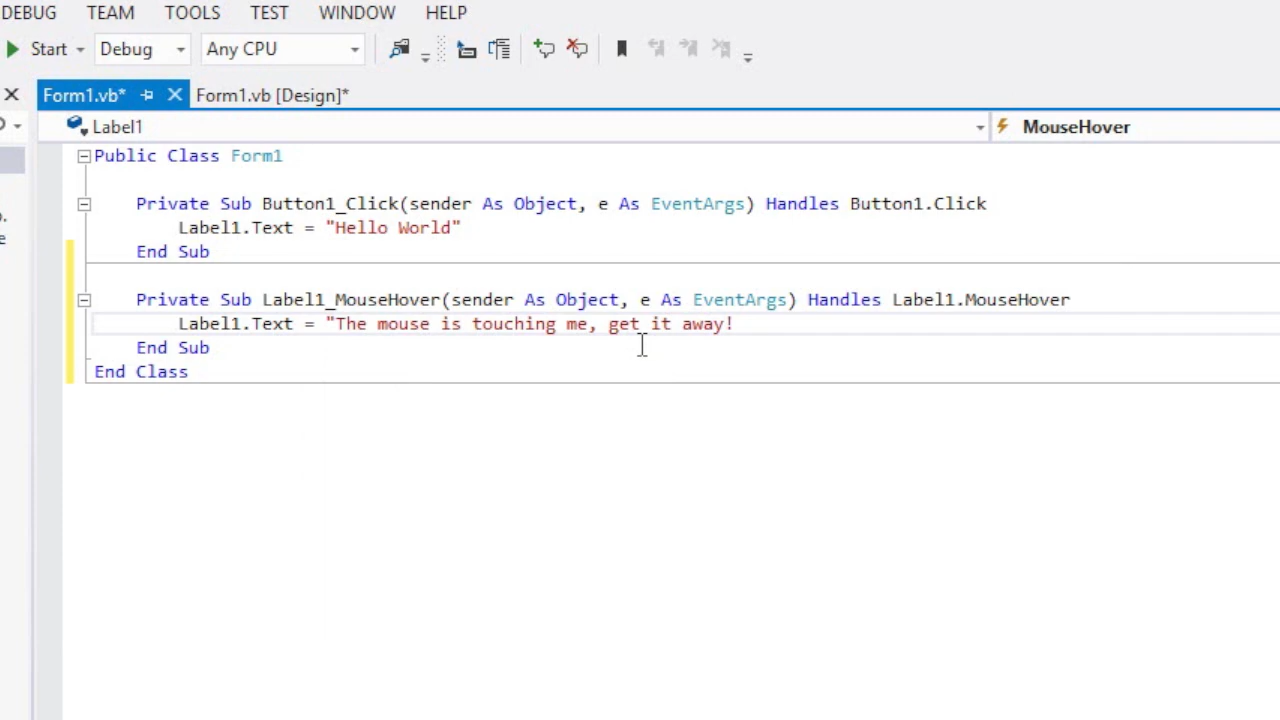 DEBUG TEAM TOOLS TEST WINDOW HELP
Start Debug Any CPU
Form1.vb* Form1.vb [Design]*
Label1 MouseHover
Public Class Form1
Private Sub Button1_Click(sender As Object, e As EventArgs) Handles Button1.Click
Label1.Text = "Hello World"
End Sub
Private Sub Label1_MouseHover(sender As Object, e As EventArgs) Handles Label1.MouseHover
Label1.Text = "The mouse is touching me, get it away!
End Sub
End Class